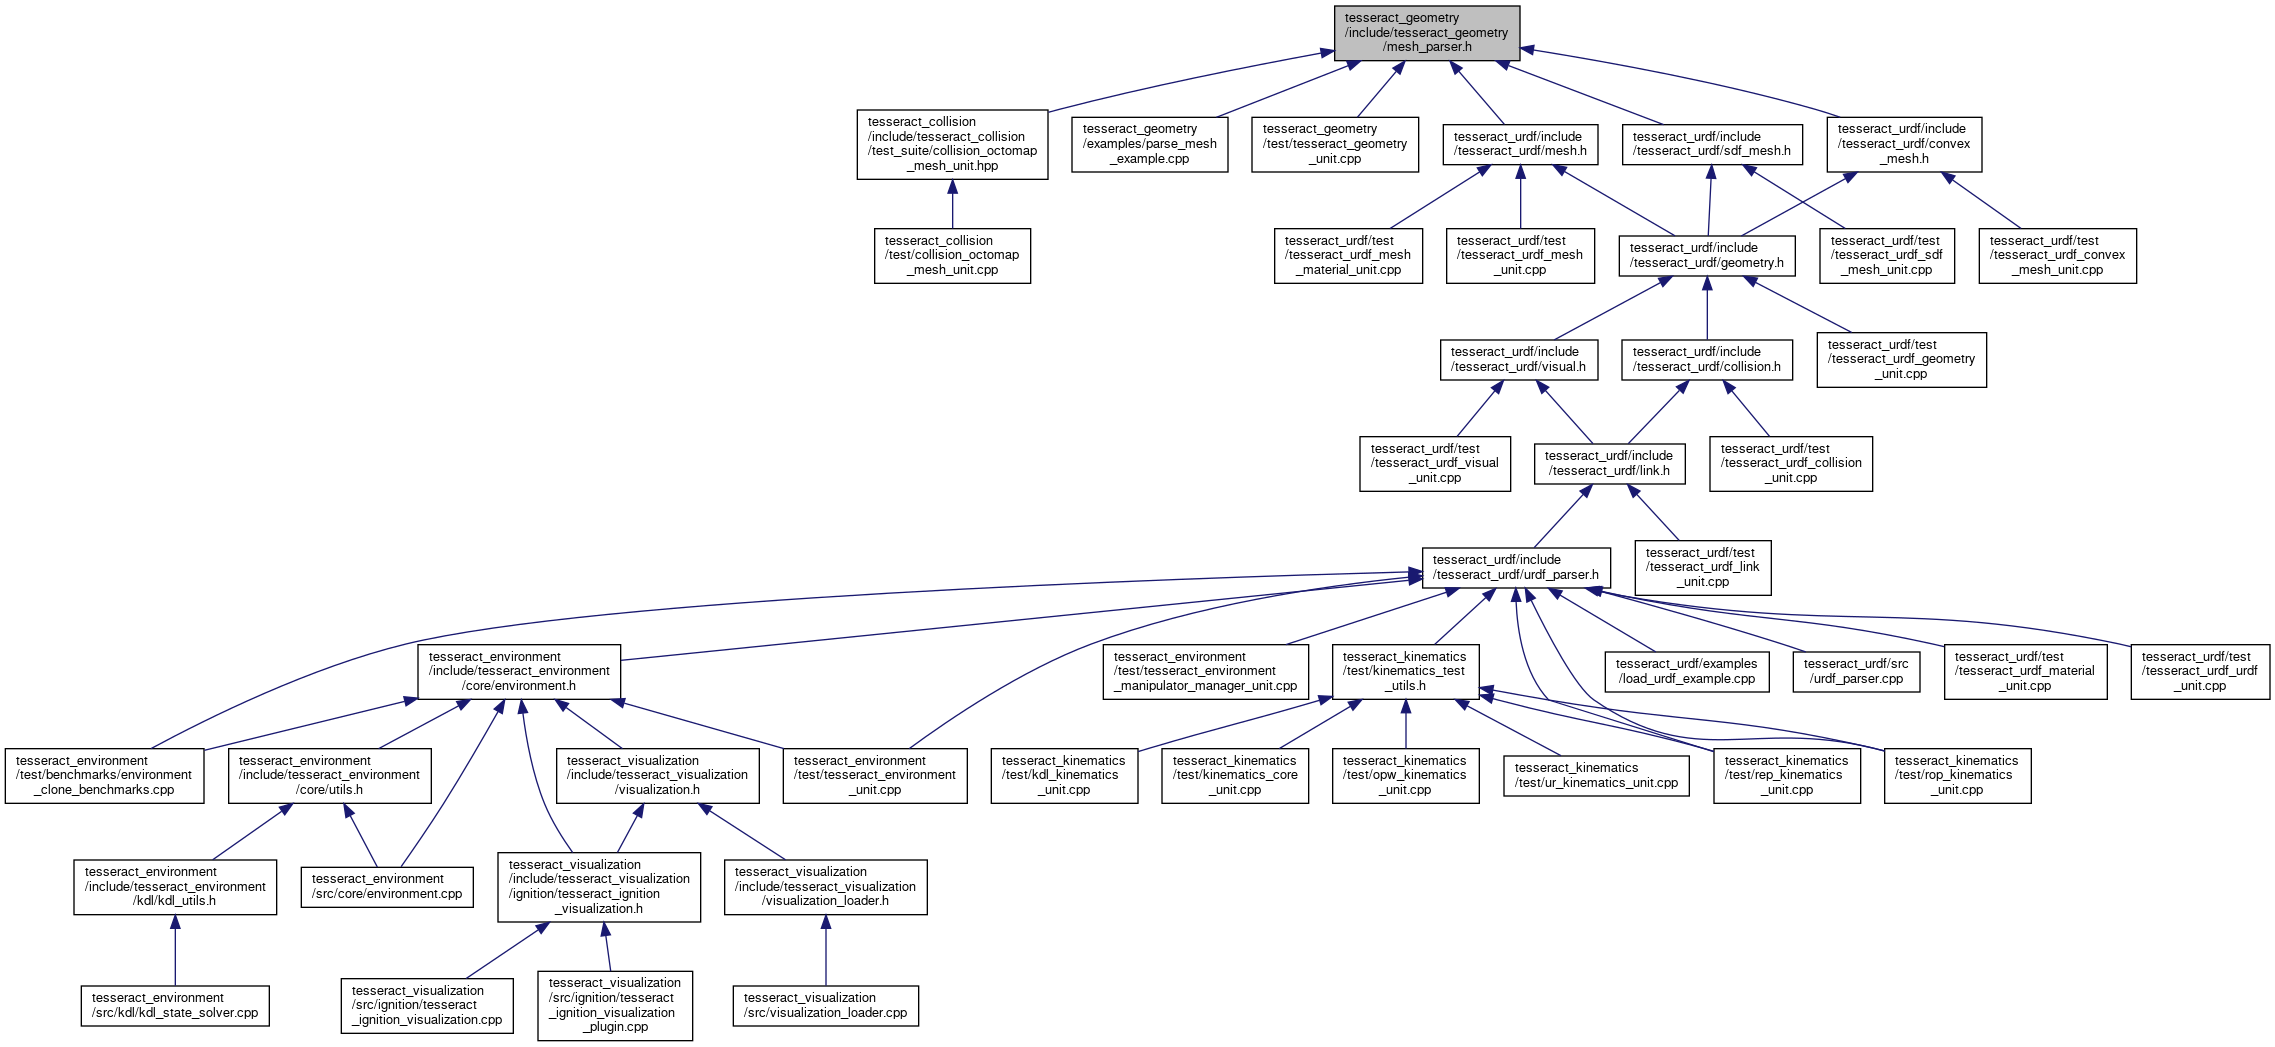 tesseract_geometry
/include/tesseract_geometry
/mesh_parser.h
tesseract_collision
/include/tesseract_collision
/test_suite/collision_octomap
_mesh_unit.hpp
tesseract_geometry
/examples/parse_mesh
_example.cpp
tesseract_geometry
/test/tesseract_geometry
_unit.cpp
tesseract_urdf/include
/tesseract_urdf/mesh.h
tesseract_urdf/include
/tesseract_urdf/sdf_mesh.h
tesseract_urdf/include
/tesseract_urdf/convex
_mesh.h
tesseract_collision
/test/collision_octomap
_mesh_unit.cpp
tesseract_urdf/test
/tesseract_urdf_mesh
_material_unit.cpp
tesseract_urdf/test
/tesseract_urdf_mesh
_unit.cpp
tesseract_urdf/include
/tesseract_urdf/geometry.h
tesseract_urdf/test
/tesseract_urdf_sdf
_mesh_unit.cpp
tesseract_urdf/test
/tesseract_urdf_convex
_mesh_unit.cpp
tesseract_urdf/include
/tesseract_urdf/visual.h
tesseract_urdf/include
/tesseract_urdf/collision.h
tesseract_urdf/test
/tesseract_urdf_geometry
_unit.cpp
tesseract_urdf/test
/tesseract_urdf_visual
_unit.cpp
tesseract_urdf/include
/tesseract_urdf/link.h
tesseract_urdf/test
/tesseract_urdf_collision
_unit.cpp
tesseract_urdf/include
/tesseract_urdf/urdf_parser.h
tesseract_urdf/test
/tesseract_urdf_link
_unit.cpp
tesseract_environment
/include/tesseract_environment
/core/environment.h
tesseract_environment
/test/tesseract_environment
_manipulator_manager_unit.cpp
tesseract_kinematics
/test/kinematics_test
_utils.h
tesseract_urdf/examples
/load_urdf_example.cpp
tesseract_urdf/src
/urdf_parser.cpp
tesseract_urdf/test
/tesseract_urdf_material
_unit.cpp
tesseract_urdf/test
/tesseract_urdf_urdf
_unit.cpp
tesseract_environment
/test/benchmarks/environment
_clone_benchmarks.cpp
tesseract_environment
/include/tesseract_environment
/core/utils.h
tesseract_visualization
/include/tesseract_visualization
/visualization.h
tesseract_environment
/test/tesseract_environment
_unit.cpp
tesseract_kinematics
/test/kdl_kinematics
_unit.cpp
tesseract_kinematics
/test/kinematics_core
_unit.cpp
tesseract_kinematics
/test/opw_kinematics
_unit.cpp
tesseract_kinematics
/test/ur_kinematics_unit.cpp
tesseract_kinematics
/test/rep_kinematics
_unit.cpp
tesseract_kinematics
/test/rop_kinematics
_unit.cpp
tesseract_environment
/include/tesseract_environment
/kdl/kdl_utils.h
tesseract_environment
/src/core/environment.cpp
tesseract_visualization
/include/tesseract_visualization
/ignition/tesseract_ignition
_visualization.h
tesseract_visualization
/include/tesseract_visualization
/visualization_loader.h
tesseract_environment
/src/kdl/kdl_state_solver.cpp
tesseract_visualization
/src/ignition/tesseract
_ignition_visualization.cpp
tesseract_visualization
/src/ignition/tesseract
_ignition_visualization
_plugin.cpp
tesseract_visualization
/src/visualization_loader.cpp